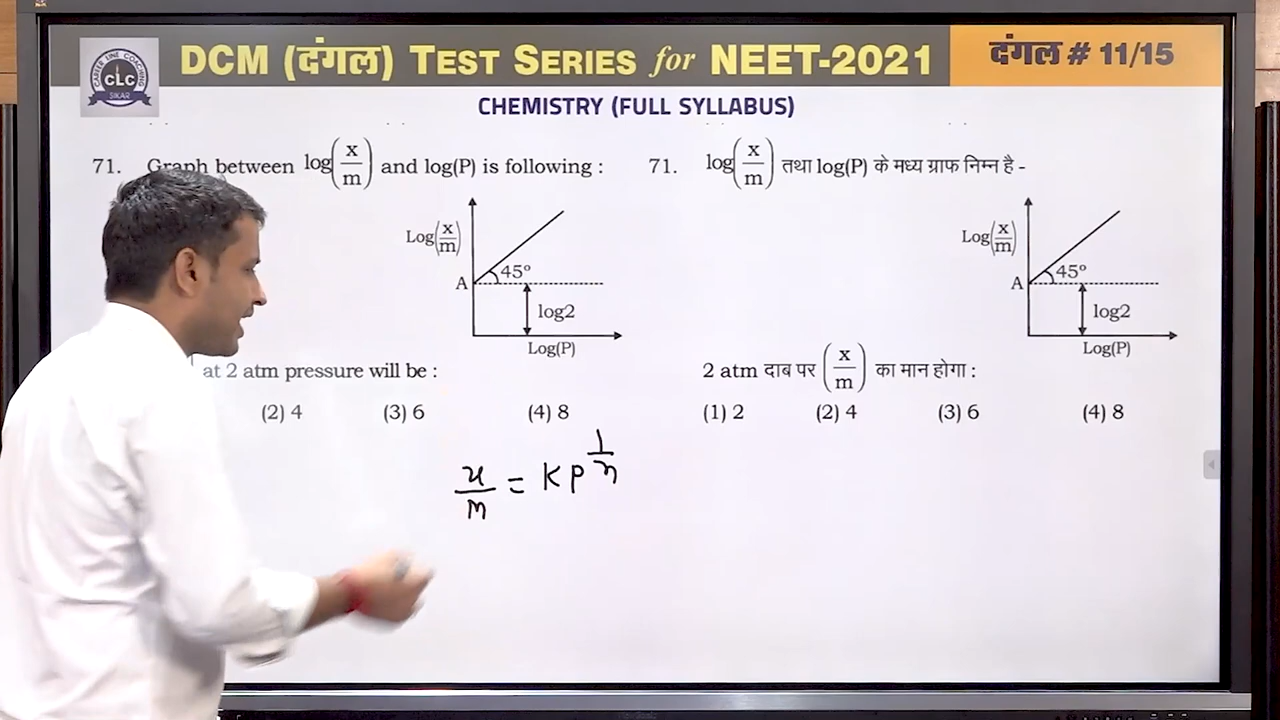 DCM (दंगल) TEST SERIES for NEET-2021
दंगल # 11/15
CAREER LINE COACHING
CLC
SIKAR
CHEMISTRY (FULL SYLLABUS)
71. Graph between log(x/m) and log(P) is following :
Log(x/m)
45°
A
log2
Log(P)
at 2 atm pressure will be :
(2) 4 (3) 6 (4) 8
x/m = KP^1/n
71. log(x/m) तथा log(P) के मध्य ग्राफ निम्न है -
Log(x/m)
45°
A
log2
Log(P)
2 atm दाब पर (x/m) का मान होगा :
(1) 2 (2) 4 (3) 6 (4) 8